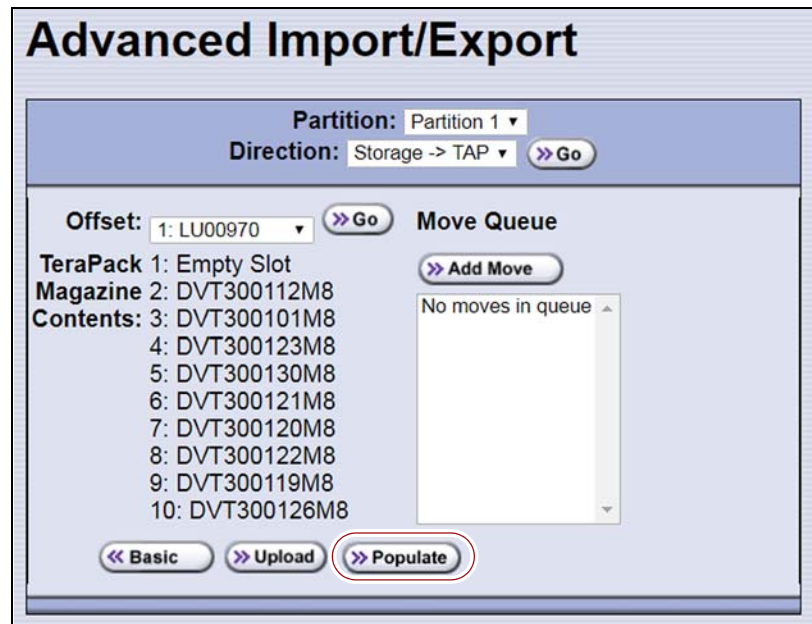 Advanced Import/Export
Partition: Partition 1
Direction: Storage -> TAP Go
Offset: 1: LU00970 Go
TeraPack 1: Empty Slot
Magazine 2: DVT300112M8
Contents: 3: DVT300101M8
4: DVT300123M8
5: DVT300130M8
6: DVT300121M8
7: DVT300120M8
8: DVT300122M8
9: DVT300119M8
10: DVT300126M8
Move Queue
Add Move
No moves in queue
Basic Upload Populate